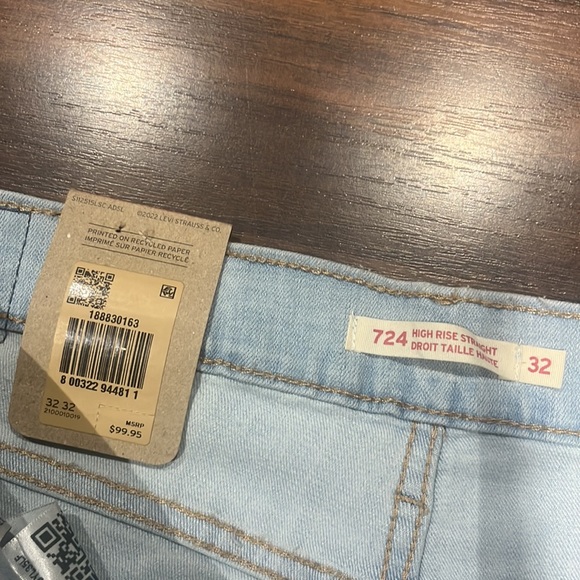 ©2022 LEVI STRAUSS & CO.
PRINTED ON RECYCLED PAPER
IMPRIMÉ SUR PAPIER RECYCLÉ
188830163
8 00322 94481 1
32 32
2100010019
MSRP
$99.95
724 HIGH RISE STRAIGHT
DROIT TAILLE HAUTE
32